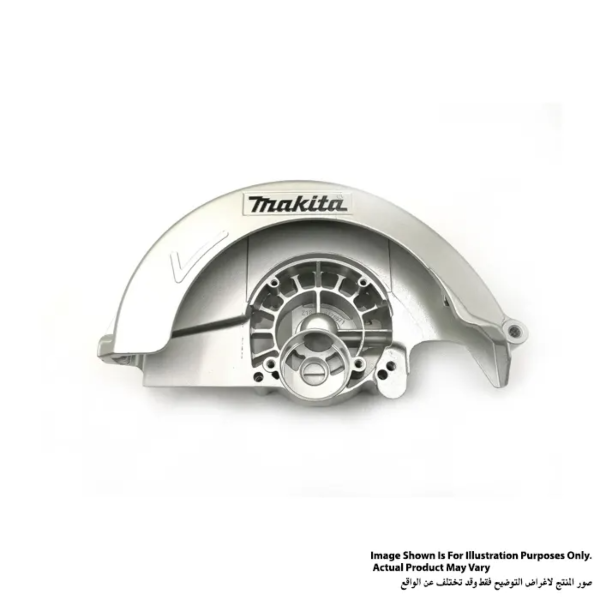 Makita
Image Shown Is For Illustration Purposes Only.
Actual Product May Vary
صور المنتج لاغراض التوضيح فقط وقد تختلف عن الواقع